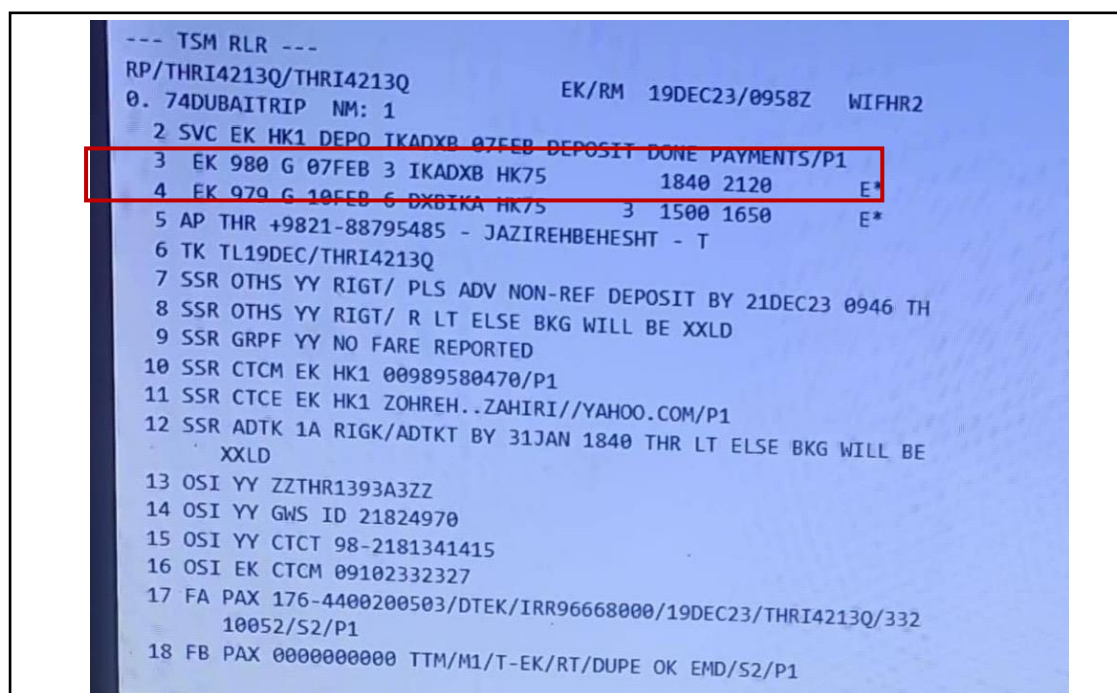 --- TSM RLR ---
RP/THRI4213Q/THRI4213Q EK/RM 19DEC23/0958Z WIFHR2
0. 74DUBAITRIP NM: 1
2 SVC EK HK1 DEPO IKADXB 07FEB DEPOSIT DONE PAYMENTS/P1
3 EK 980 G 07FEB 3 IKADXB HK75 1840 2120 E*
4 EK 979 G 10FEB 6 DXBIKA HK75 3 1500 1650 E*
5 AP THR +9821-88795485 - JAZIREHBEHESHT - T
6 TK TL19DEC/THRI4213Q
7 SSR OTHS YY RIGT/ PLS ADV NON-REF DEPOSIT BY 21DEC23 0946 TH
8 SSR OTHS YY RIGT/ R LT ELSE BKG WILL BE XXLD
9 SSR GRPF YY NO FARE REPORTED
10 SSR CTCM EK HK1 00989580470/P1
11 SSR CTCE EK HK1 ZOHREH..ZAHIRI//YAHOO.COM/P1
12 SSR ADTK 1A RIGK/ADTKT BY 31JAN 1840 THR LT ELSE BKG WILL BE
XXLD
13 OSI YY ZZTHR1393A3ZZ
14 OSI YY GWS ID 21824970
15 OSI YY CTCT 98-2181341415
16 OSI EK CTCM 09102332327
17 FA PAX 176-4400200503/DTEK/IRR96668000/19DEC23/THRI4213Q/332
10052/S2/P1
18 FB PAX 0000000000 TTM/M1/T-EK/RT/DUPE OK EMD/S2/P1